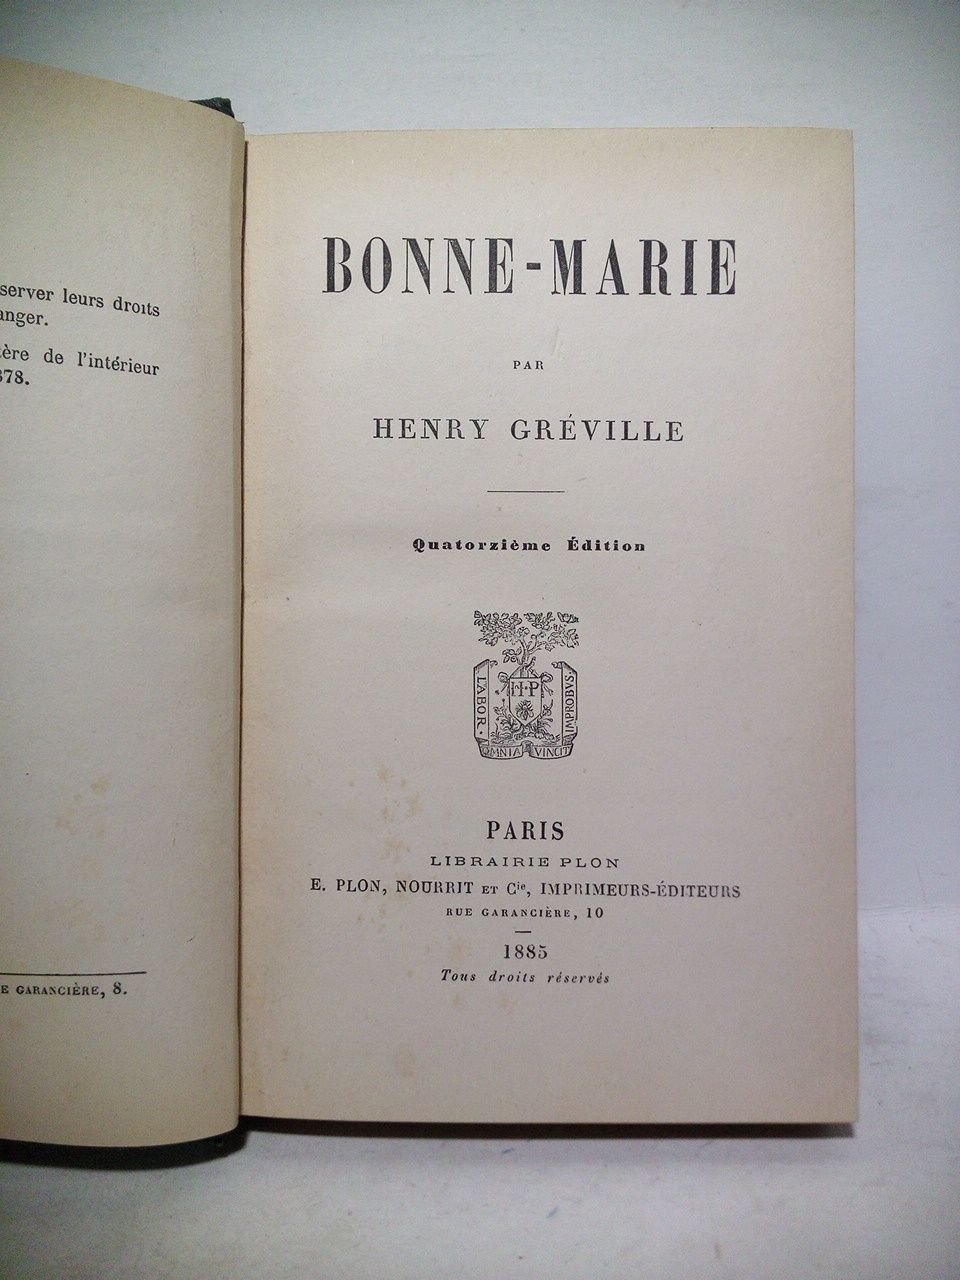 server leurs droits
anger.
ère de l'intérieur
878.
E GARANCIÈRE, 8.
BONNE-MARIE
PAR
HENRY GRÉVILLE
Quatorzième Édition
LABOR
H P
IMPROBVS
OMNIA VINCIT
PARIS
LIBRAIRIE PLON
E. PLON, NOURRIT ET Cie, IMPRIMEURS-ÉDITEURS
RUE GARANCIÈRE, 10
1885
Tous droits réservés